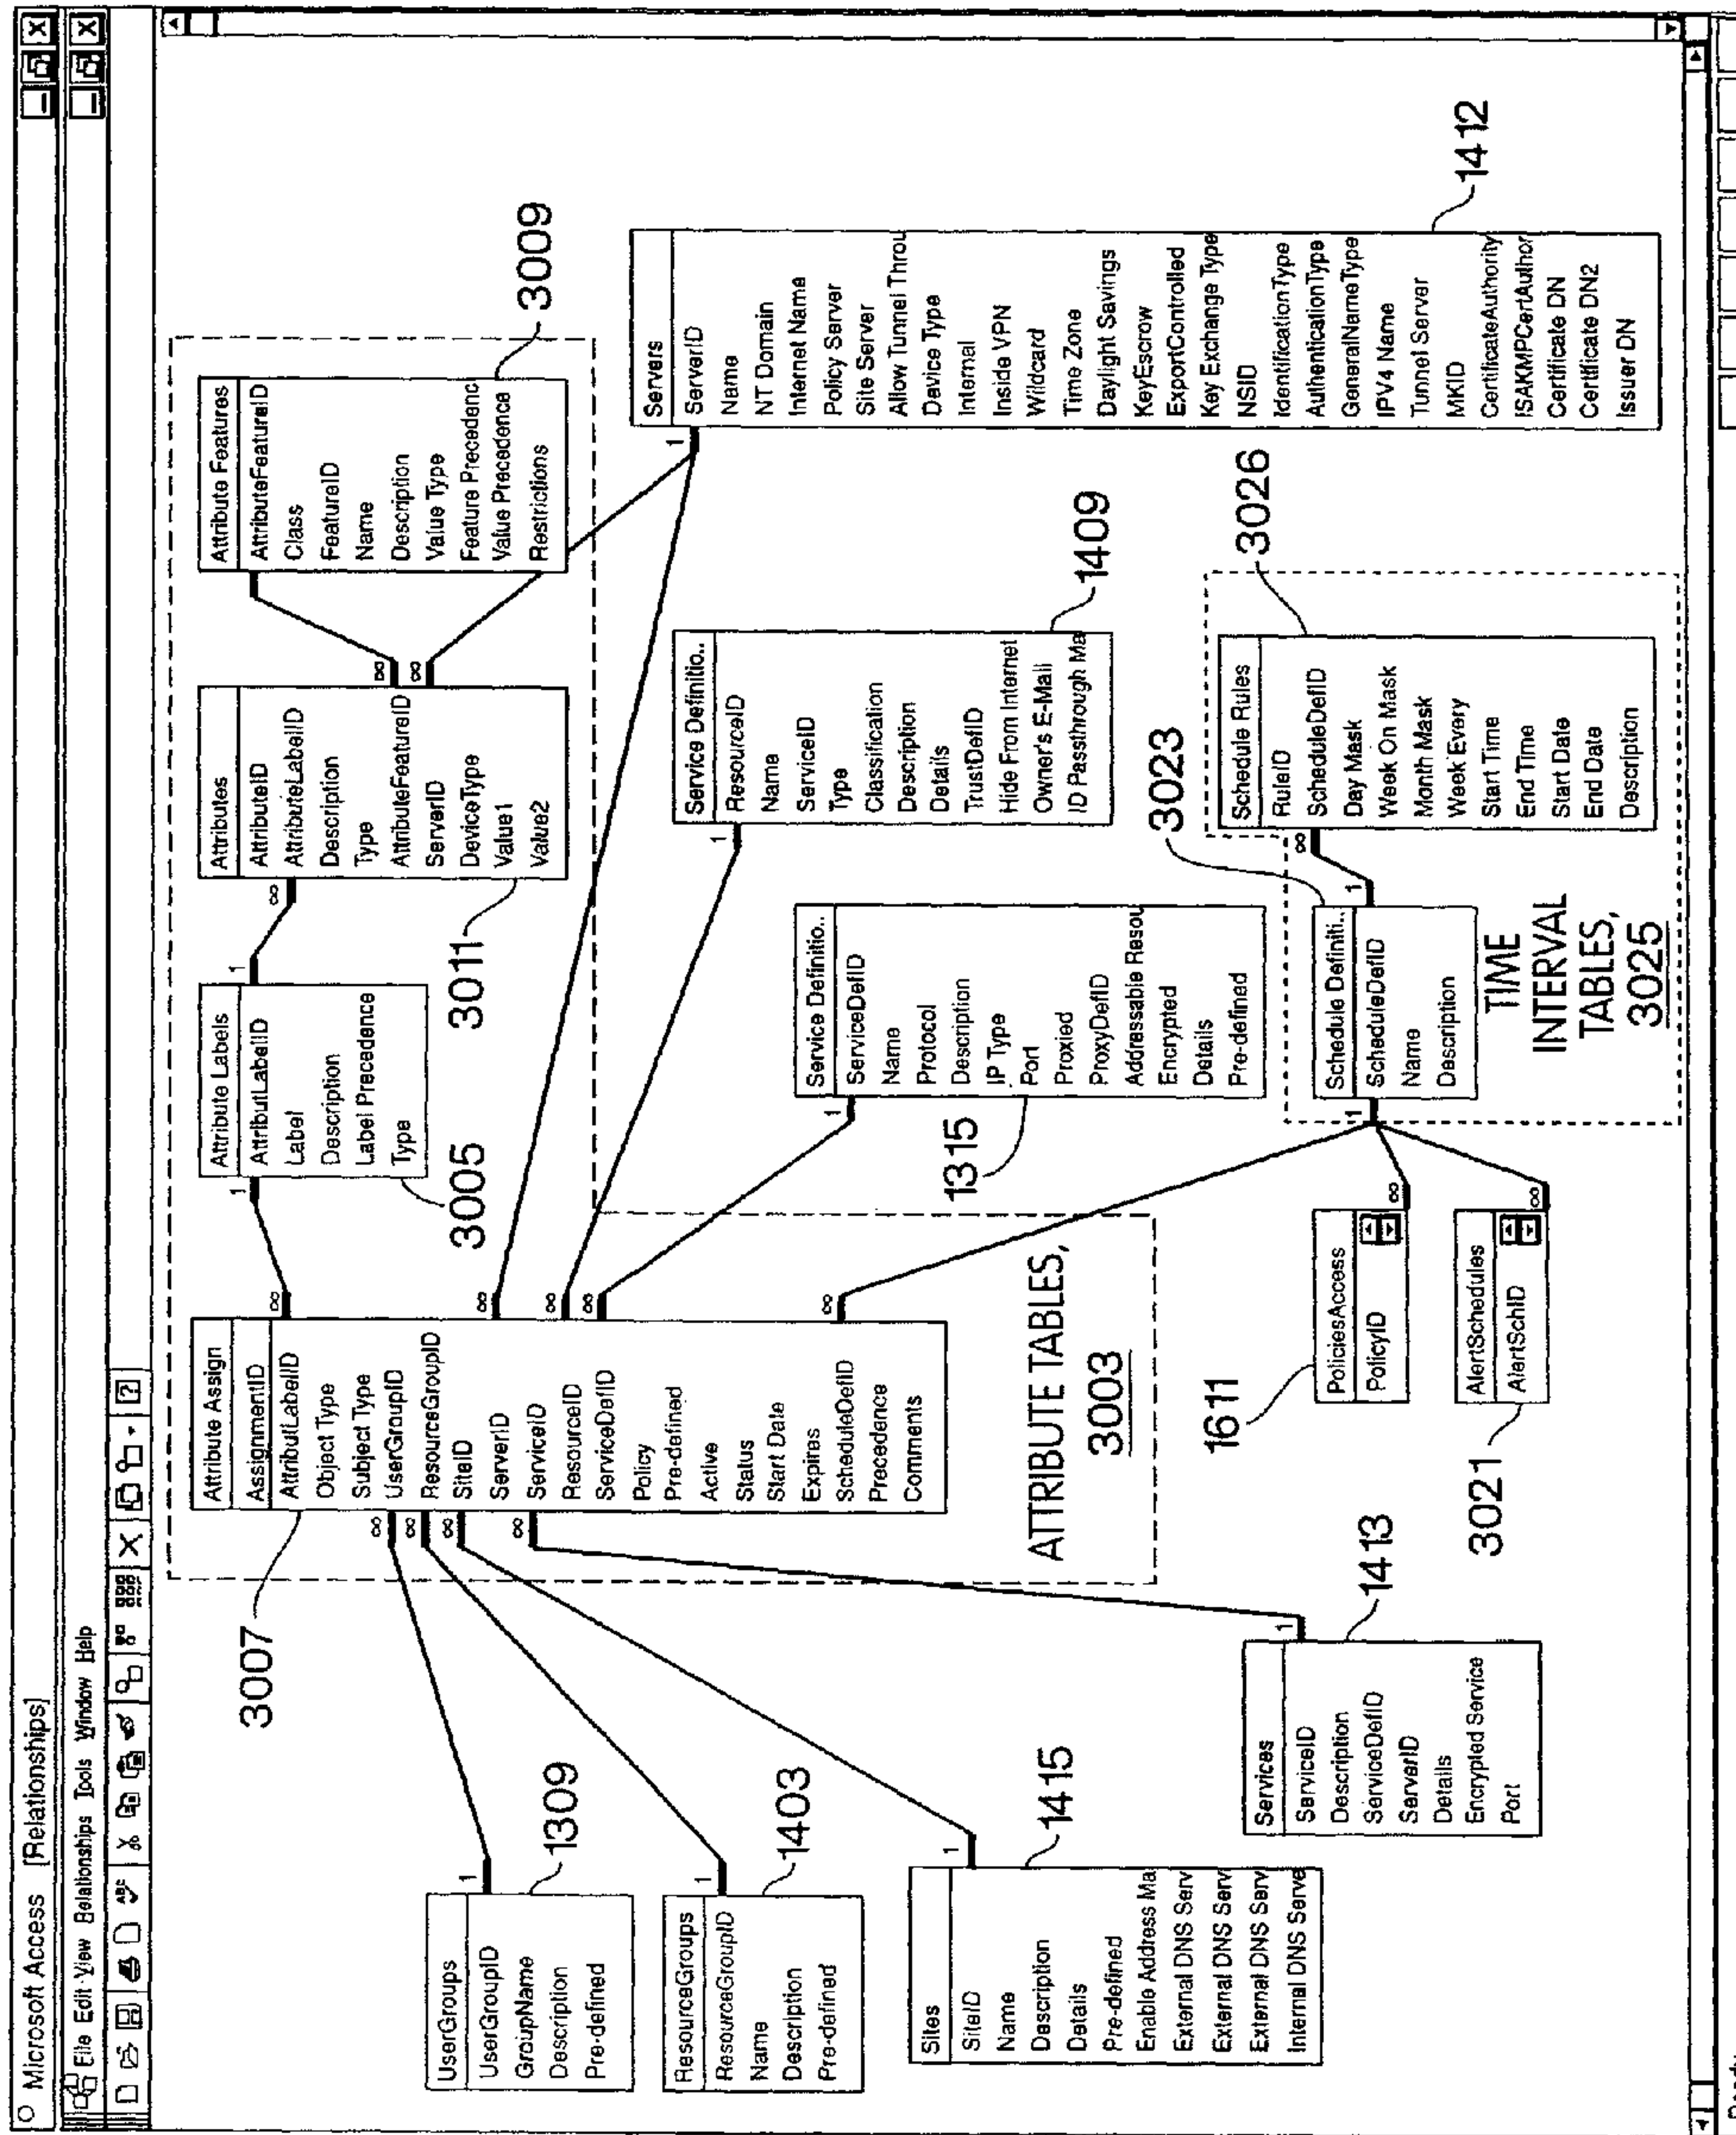 Microsoft Access [Relationships]
File Edit View Relationships Tools Window Help
ABC
?
UserGroups
UserGroupID
GroupName
Description
Pre-defined
1309
ResourceGroups
ResourceGroupID
Name
Description
Pre-defined
1403
Sites
SiteID
Name
Description
Details
Pre-defined
Enable Address Ma
External DNS Serv
External DNS Serv
External DNS Serv
Internal DNS Serve
1415
Services
ServiceID
Description
ServiceDefID
ServerID
Details
Encrypted Service
Port
1413
3007
Attribute Assign
AssignmentID
AttributLabelID
Object Type
Subject Type
UserGroupID
ResourceGroupID
SiteID
ServerID
ServiceID
ResourceID
ServiceDefID
Policy
Pre-defined
Active
Status
Start Date
Expires
ScheduleDefID
Precedence
Comments
ATTRIBUTE TABLES,
3003
Attribute Labels
AttributLabelID
Label
Description
Label Precedence
Type
3005
Attributes
AttributeID
AttributeLabelID
Description
Type
AttributeFeatureID
ServerID
DeviceType
Value1
Value2
3011
Attribute Features
AttributeFeatureID
Class
FeatureID
Name
Description
Value Type
Feature Precedenc
Value Precedence
Restrictions
3009
Servers
ServerID
Name
NT Domain
Internet Name
Policy Server
Site Server
Allow Tunnel Throu
Device Type
Internal
Inside VPN
Wildcard
Time Zone
Daylight Savings
KeyEscrow
ExportControlled
Key Exchange Type
NSID
IdentificationType
AuthenticationType
GeneralNameType
IPV4 Name
Tunnel Server
MKID
CertificateAuthority
ISAKMPCertAuthor
Certificate DN
Certificate DN2
Issuer DN
1412
Service Definitio..
ResourceID
Name
ServiceID
Type
Classification
Description
Details
TrustDefID
Hide From Internet
Owner's E-Mail
ID Passthrough Ma
1409
Service Definitio..
ServiceDefID
Name
Protocol
Description
IP Type
Port
Proxied
ProxyDefID
Addressable Resou
Encrypted
Details
Pre-defined
1315
1611
PoliciesAccess
PolicyID
AlertSchedules
AlertSchID
3021
3023
Schedule Definiti..
ScheduleDefID
Name
Description
TIME
INTERVAL
TABLES,
3025
Schedule Rules
RuleID
ScheduleDefID
Day Mask
Week On Mask
Month Mask
Week Every
Start Time
End Time
Start Date
End Date
Description
3026
1
∞
1
∞
1
∞
1
∞
1
∞
1
∞
∞
∞
1
∞
1
∞
1
∞
1
∞
1
∞
∞